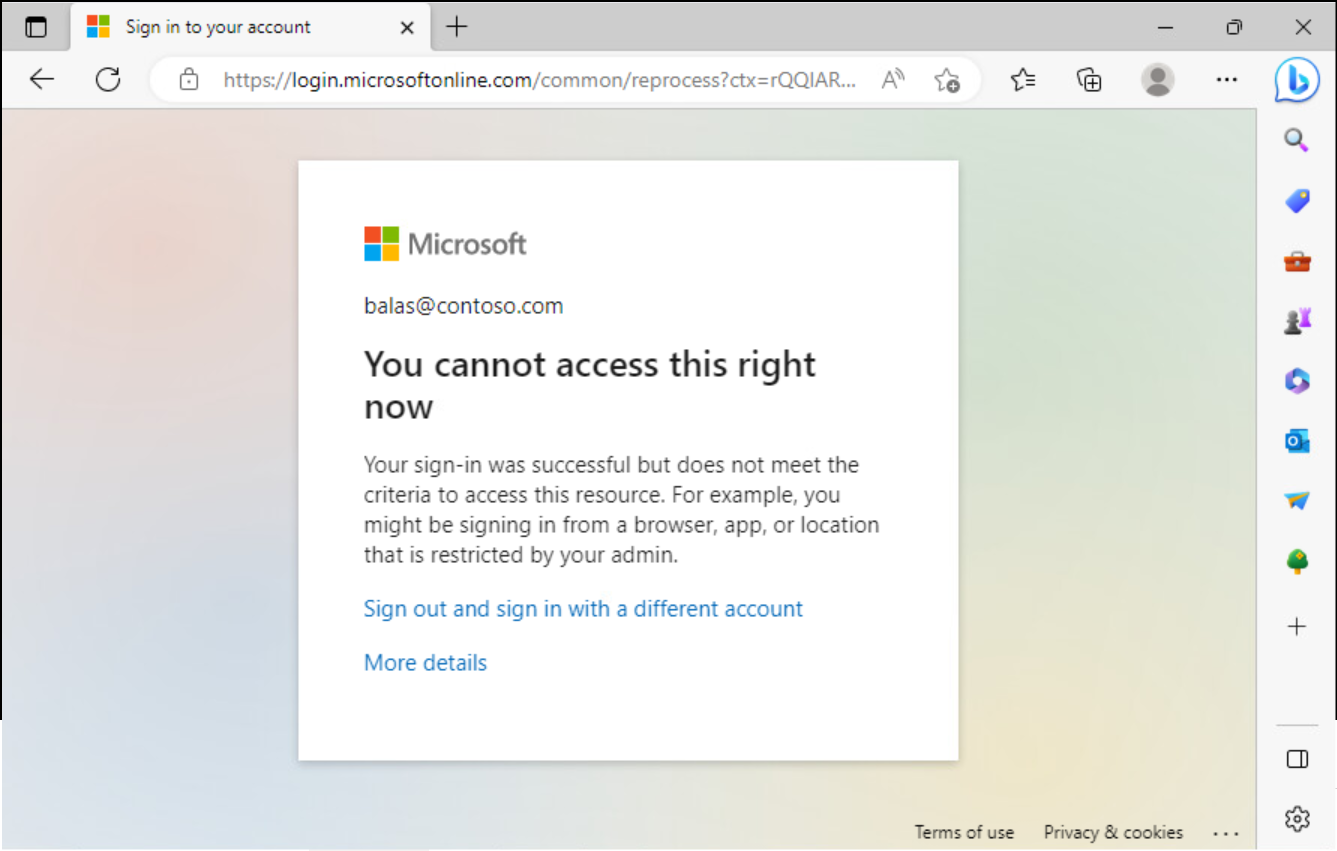 Sign in to your account
https://login.microsoftonline.com/common/reprocess?ctx=rQQIAR...
Microsoft
balas@contoso.com
You cannot access this right
now
Your sign-in was successful but does not meet the
criteria to access this resource. For example, you
might be signing in from a browser, app, or location
that is restricted by your admin.
Sign out and sign in with a different account
More details
Terms of use Privacy & cookies ...